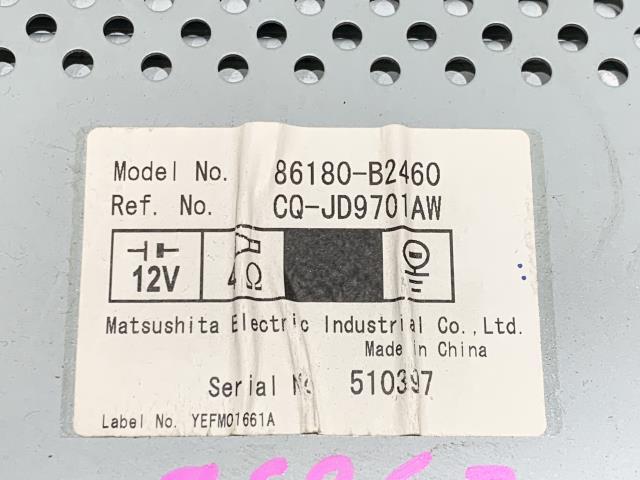 Model No. 86180-B2460
Ref. No. CQ-JD9701AW
12V 4Ω
Matsushita Electric Industrial Co.,Ltd.
Made in China
Serial No 510397
Label No. YEFM01661A